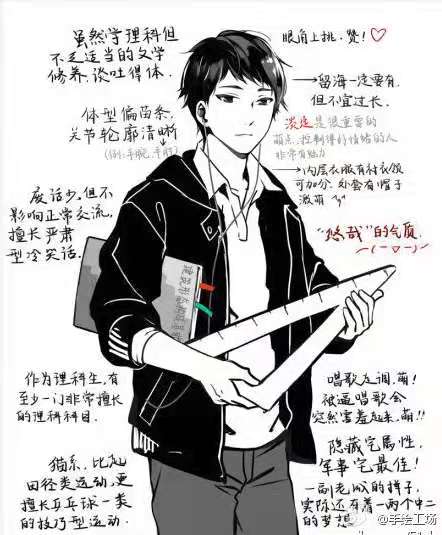 虽然学理科但
不乏适当的文学
修养,谈吐得体.
体型偏苗条,
关节轮廓清晰
(例:手腕,手指)
废话少,但不
影响正常交流,
擅长严肃
型冷笑话.
作为理科生,有
至少一门非常擅长
的理科科目.
猫系,比起
田径类运动,更
擅长乒乓球一类
的技巧型运动.
眼角上挑,赞!♡
→留海一定要有,
但不宜过长.
淡定是很重要的
萌点,控制得了情绪的人
非常有魅力
→内层衣服有衬衣领
可加分,外套有帽子
激萌
“悠哉”的气质.
唱歌走调,萌!
被逼唱歌会
突然害羞起来,萌!!
隐藏宅属性,
军事宅最佳!
一副老成的样子,
实际还有着一两个中二
的梦想
@手绘工场